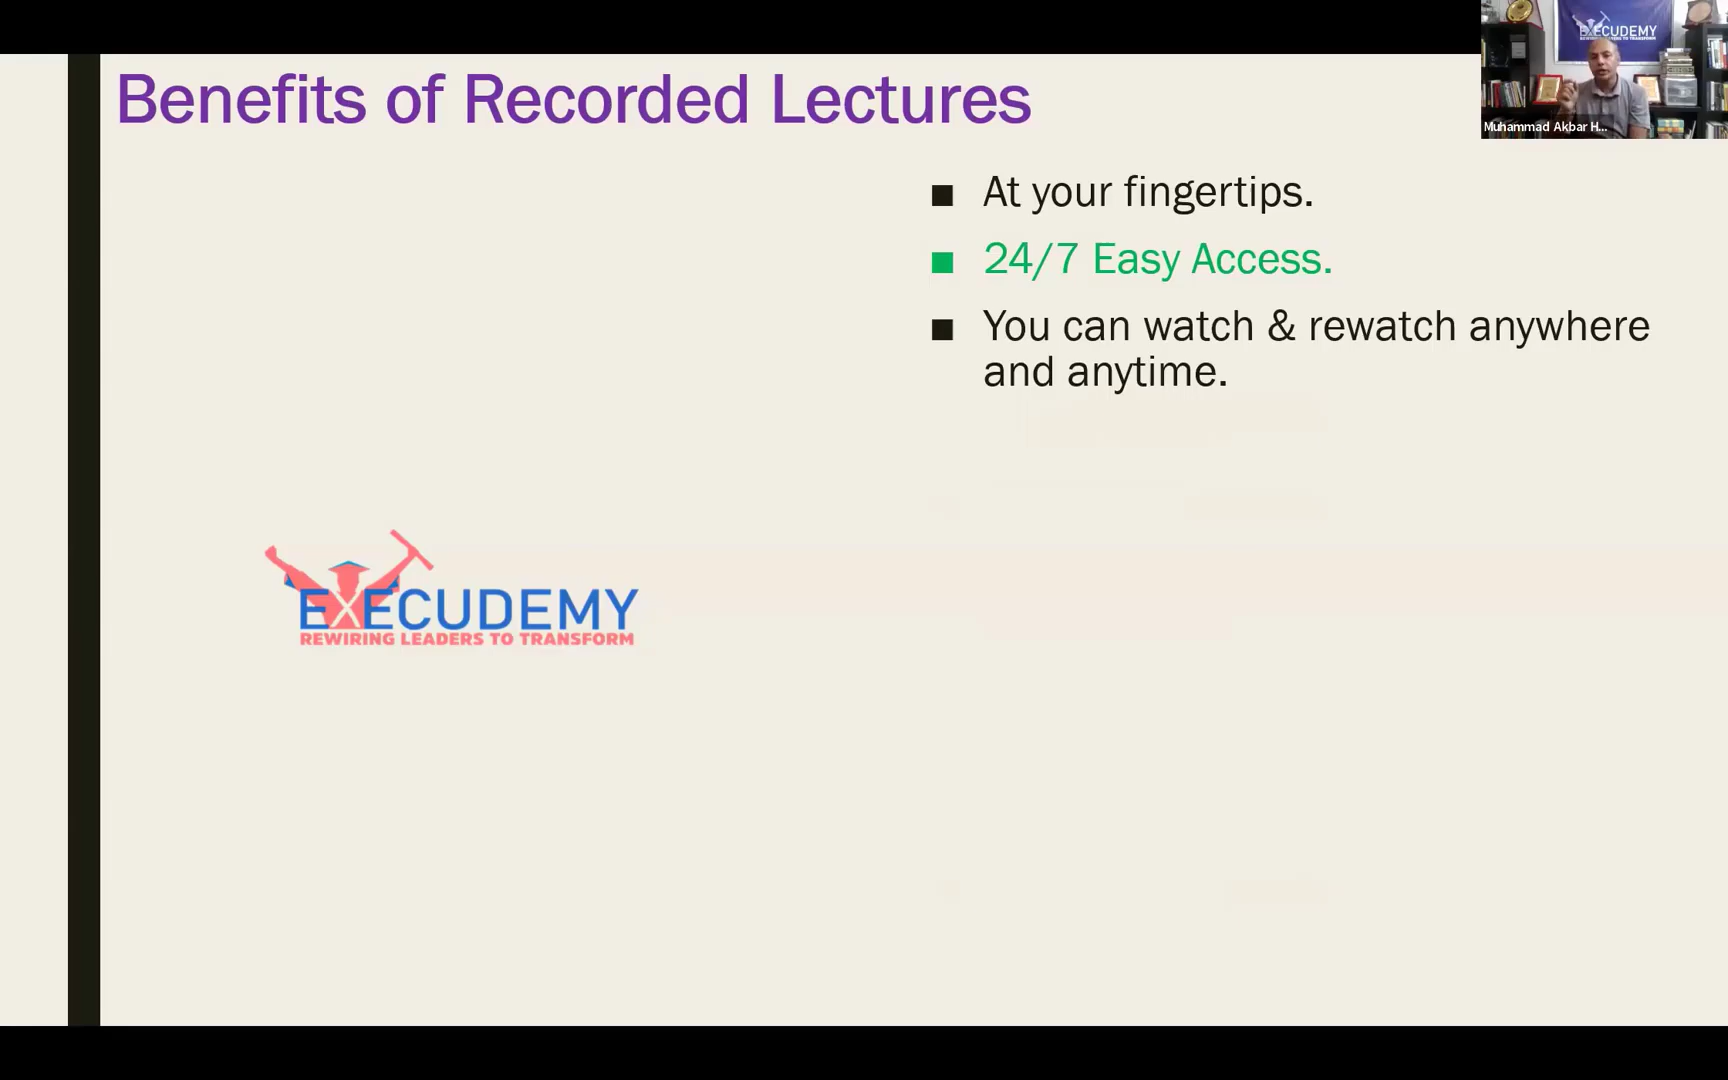 Benefits of Recorded Lectures
EXECUDEMY
Muhammad Akbar H...
■ At your fingertips.
■ 24/7 Easy Access.
■ You can watch & rewatch anywhere
and anytime.
EXECUDEMY
REWIRING LEADERS TO TRANSFORM